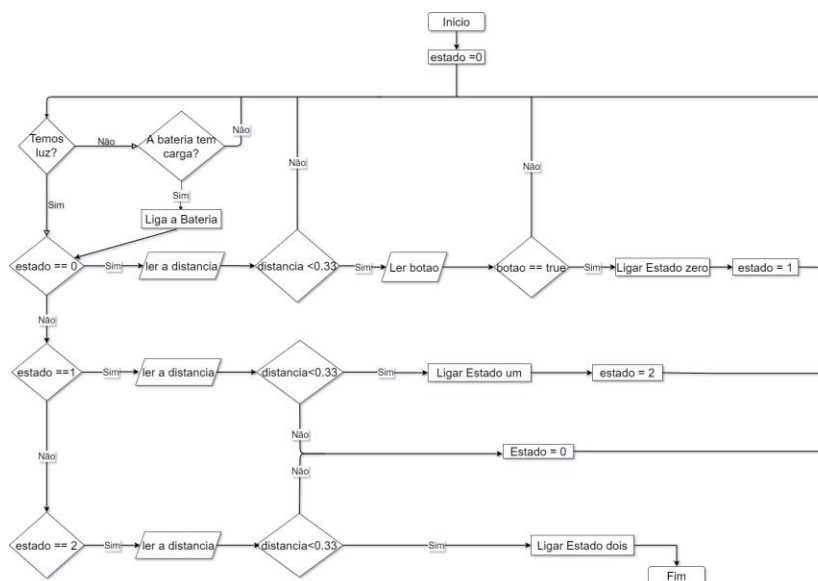 Inicio
estado =0
Temos
luz?
Não
A bateria tem
carga?
Não
Não
Não
Sim
Sim
Liga a Bateria
estado == 0
Sim
ler a distancia
distancia <0.33
Sim
Ler botao
botao == true
Sim
Ligar Estado zero
estado = 1
Não
estado ==1
Sim
ler a distancia
distancia<0.33
Sim
Ligar Estado um
estado = 2
Não
Não
Estado = 0
Não
estado == 2
Sim
ler a distancia
distancia<0.33
Sim
Ligar Estado dois
Fim